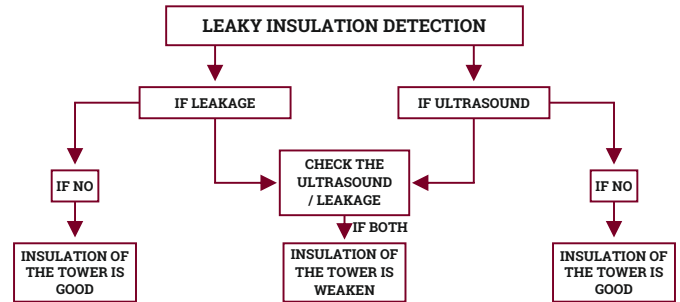 LEAKY INSULATION DETECTION
IF LEAKAGE
IF ULTRASOUND
CHECK THE
ULTRASOUND
/ LEAKAGE
IF NO
IF NO
IF BOTH
INSULATION OF
THE TOWER IS
GOOD
INSULATION OF
THE TOWER IS
WEAKEN
INSULATION OF
THE TOWER IS
GOOD